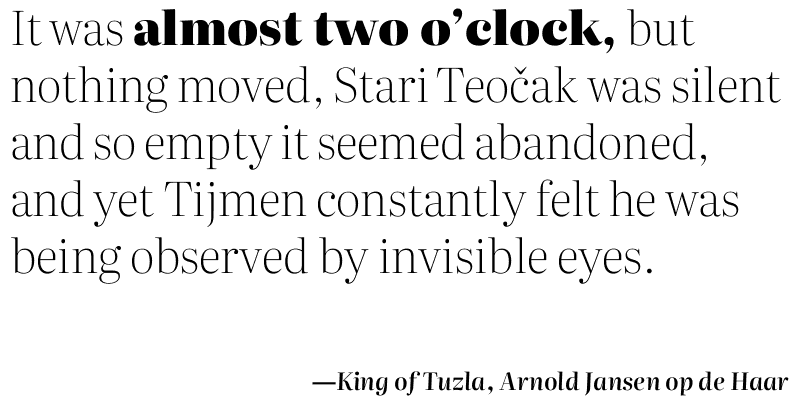 It was almost two o’clock, but
nothing moved, Stari Teočak was silent
and so empty it seemed abandoned,
and yet Tijmen constantly felt he was
being observed by invisible eyes.
—King of Tuzla, Arnold Jansen op de Haar